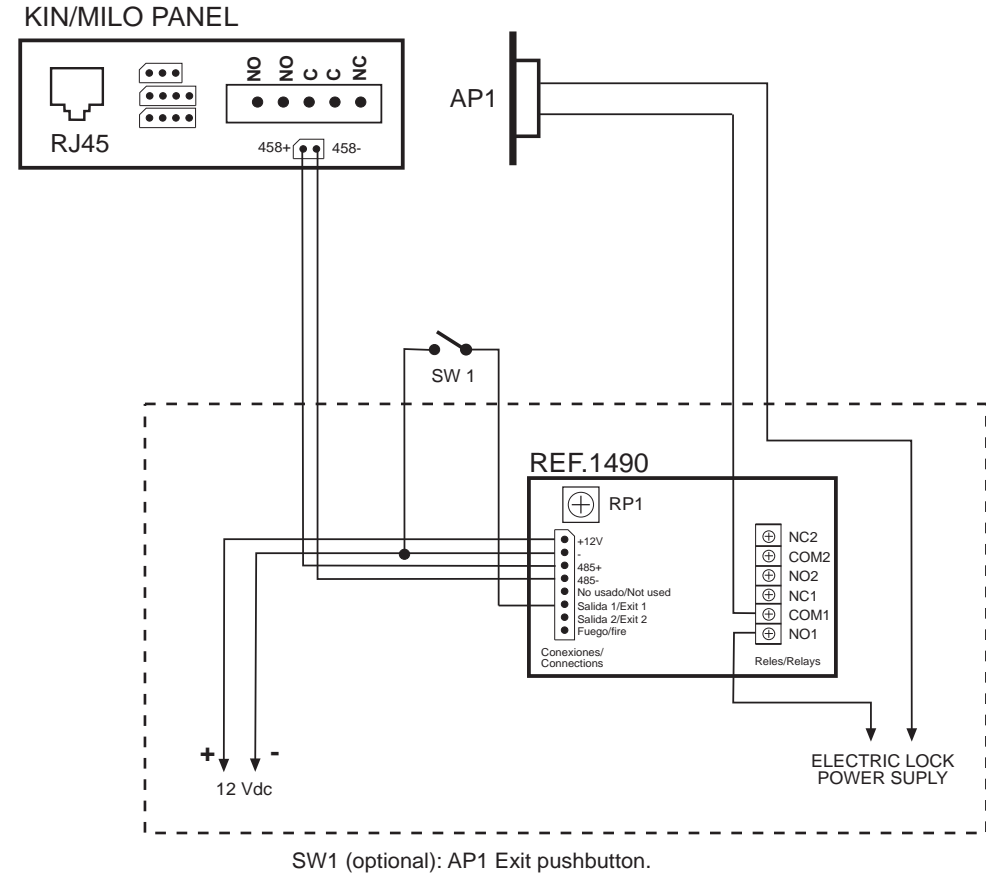 KIN/MILO PANEL
NO NO C C NC
RJ45
458+ 458-
AP1
SW 1
REF.1490
RP1
+12V
-
485+
485-
No usado/Not used
Salida 1/Exit 1
Salida 2/Exit 2
Fuego/fire
Conexiones/
Connections
NC2
COM2
NO2
NC1
COM1
NO1
Reles/Relays
+ -
12 Vdc
ELECTRIC LOCK
POWER SUPLY
SW1 (optional): AP1 Exit pushbutton.